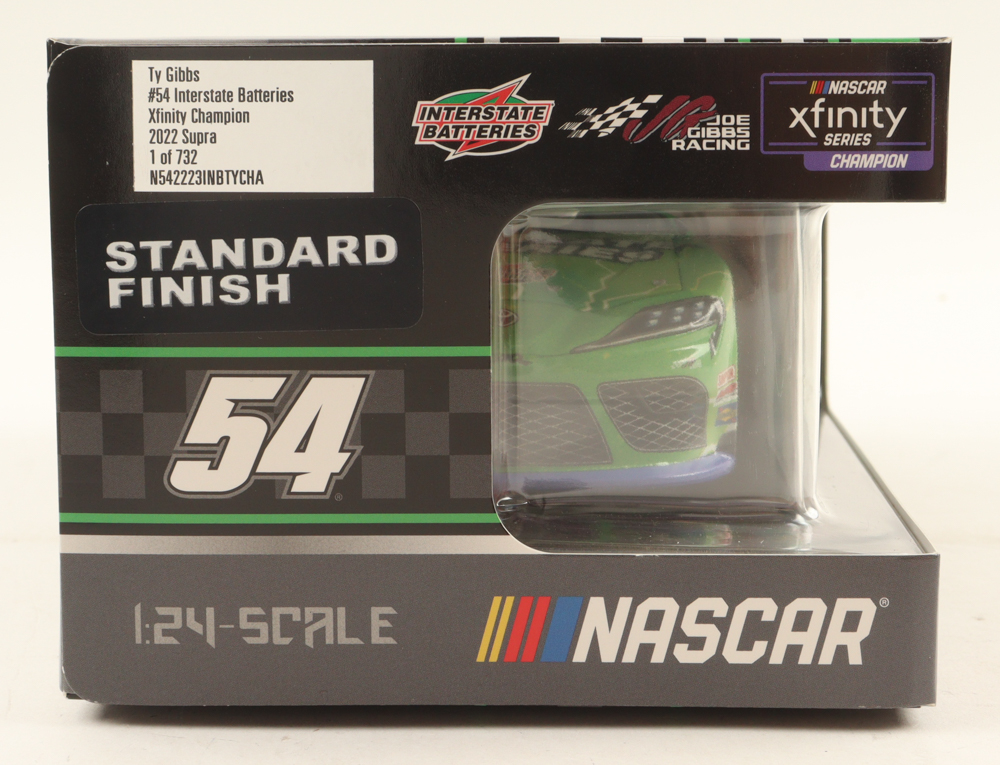 Ty Gibbs
#54 Interstate Batteries
Xfinity Champion
2022 Supra
1 of 732
N542223INBTYCHA
INTERSTATE
BATTERIES
JG JOE
GIBBS
RACING
NASCAR
xfinity
SERIES
CHAMPION
STANDARD
FINISH
54
1:24-SCALE
NASCAR®